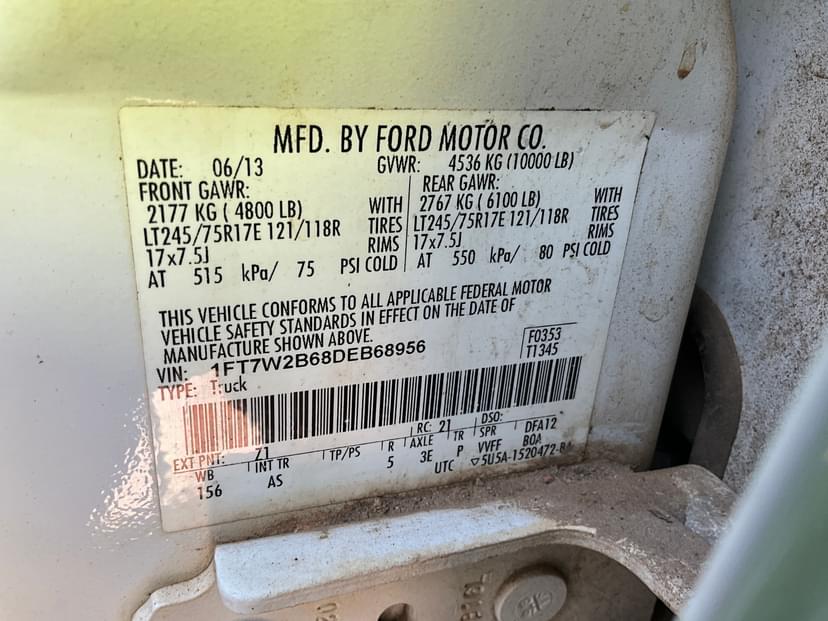 MFD. BY FORD MOTOR CO.
DATE: 06/13 GVWR: 4536 KG (10000 LB)
FRONT GAWR: REAR GAWR:
2177 KG ( 4800 LB) WITH 2767 KG ( 6100 LB) WITH
LT245/75R17E 121/118R TIRES LT245/75R17E 121/118R TIRES
17x7.5J RIMS 17x7.5J RIMS
AT 515 kPa/ 75 PSI COLD AT 550 kPa/ 80 PSI COLD
THIS VEHICLE CONFORMS TO ALL APPLICABLE FEDERAL MOTOR
VEHICLE SAFETY STANDARDS IN EFFECT ON THE DATE OF
MANUFACTURE SHOWN ABOVE.
VIN: 1FT7W2B68DEB68956 F0353
TYPE: Truck T1345
EXT PNT: Z1 RC: 21 DSO:
WB INT TR TP/PS R AXLE TR SPR DFA12
156 AS 5 3E P VVFF BOA
UTC ▽5U5A-1520472-B